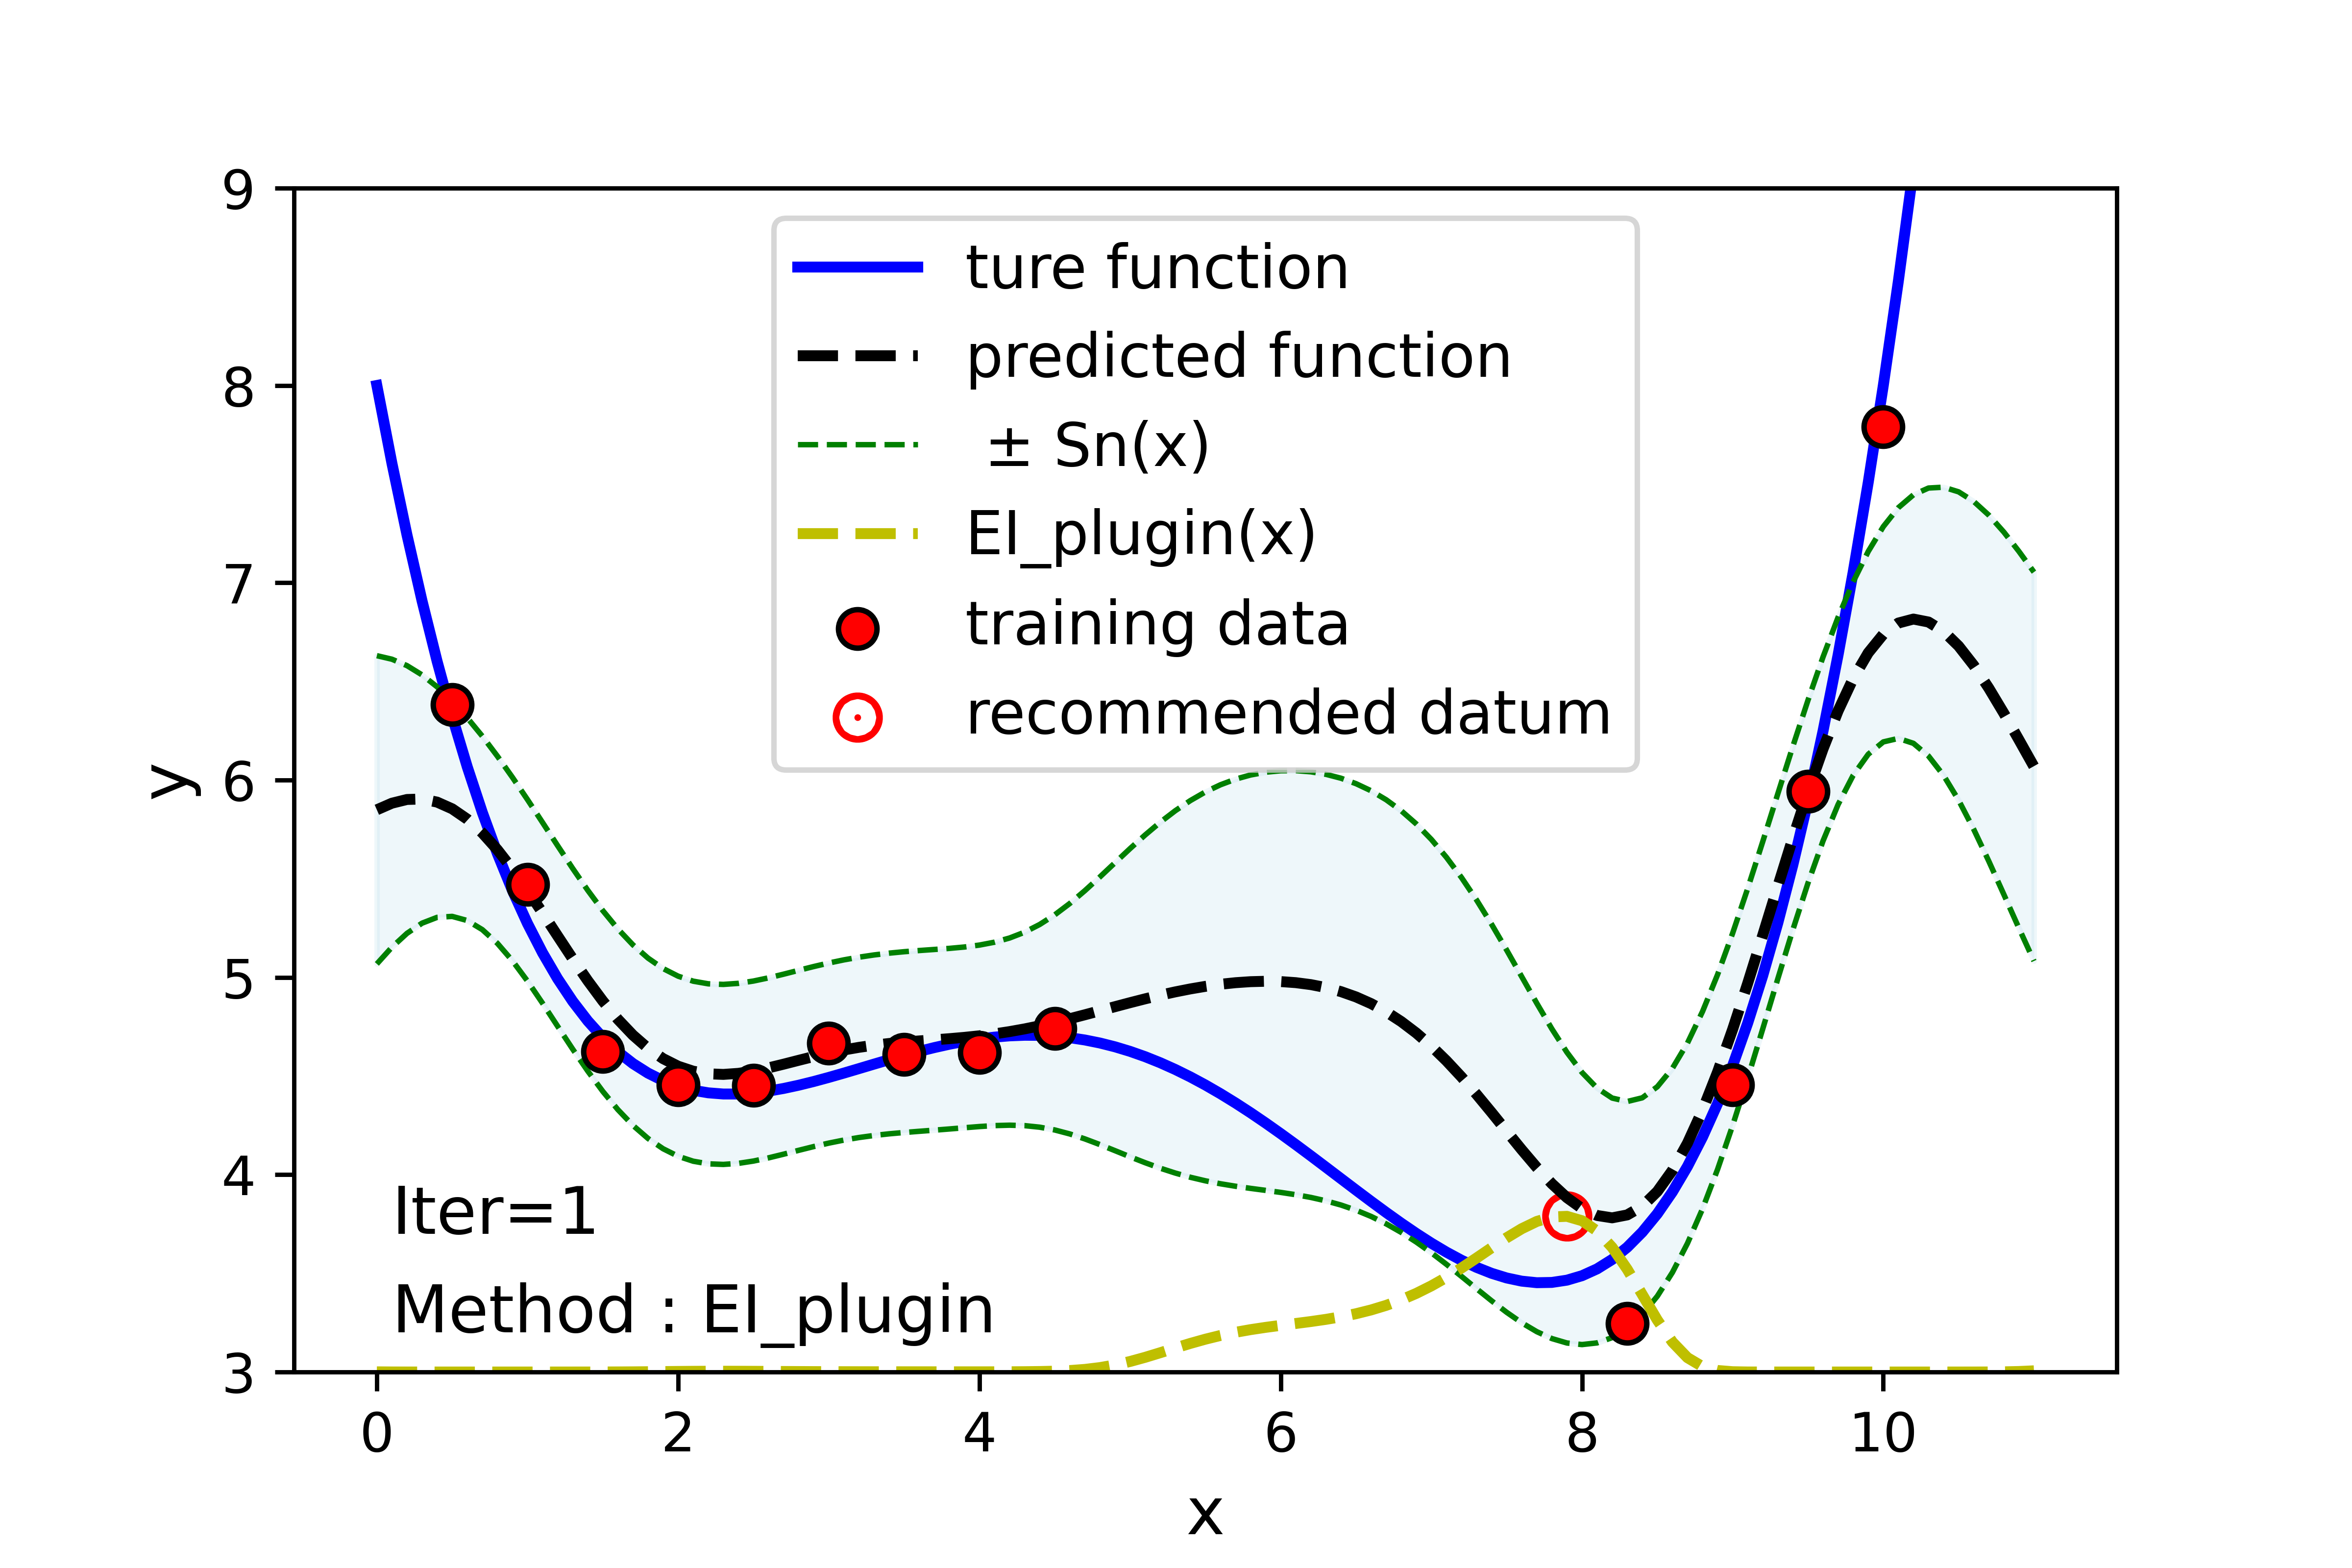 9
8
7
6
5
4
3
y
ture function
predicted function
± Sn(x)
EI_plugin(x)
training data
recommended datum
Iter=1
Method : EI_plugin
0 2 4 6 8 10
x